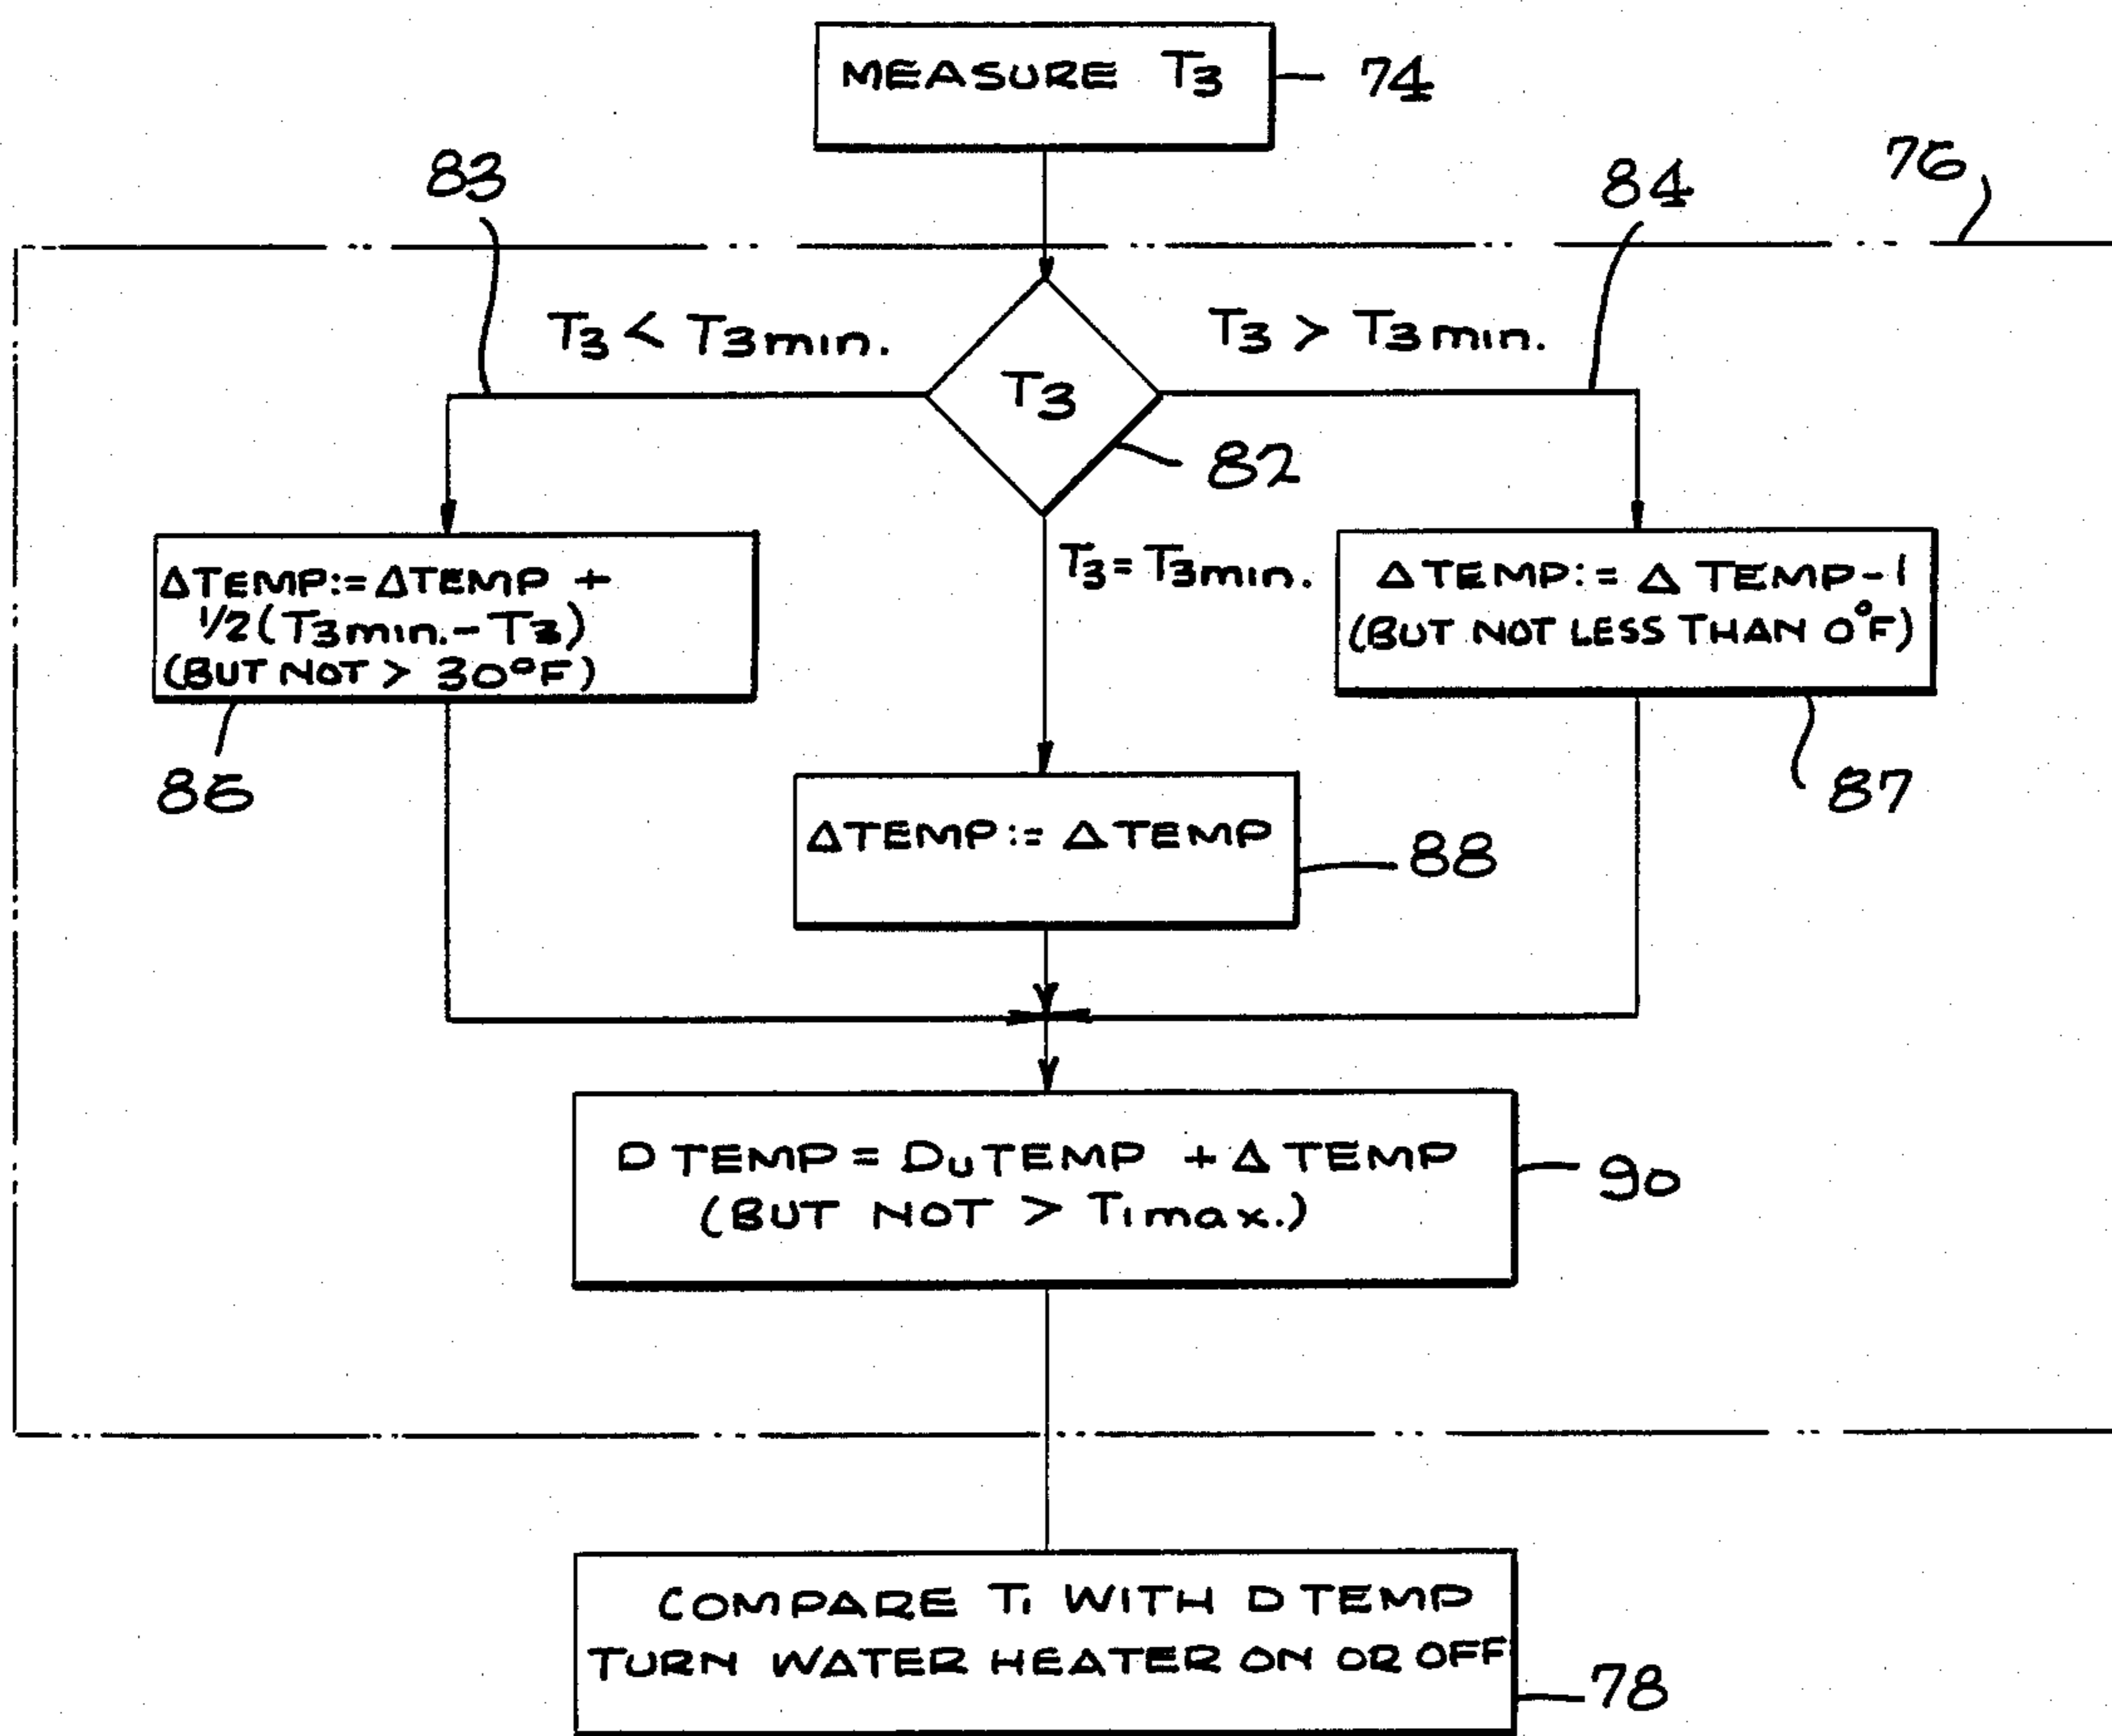 MEASURE T3
74
83
84
76
T3 < T3min.
T3 > T3min.
T3
82
T3=T3min.
ΔTEMP:=ΔTEMP +
1/2(T3min.-T3)
(BUT NOT > 30°F)
ΔTEMP:=Δ TEMP-1
(BUT NOT LESS THAN 0°F)
86
87
ΔTEMP:= ΔTEMP
88
D TEMP = DUTEMP + Δ TEMP
(BUT NOT > T1max.)
90
COMPARE T1 WITH D TEMP
TURN WATER HEATER ON OR OFF
78